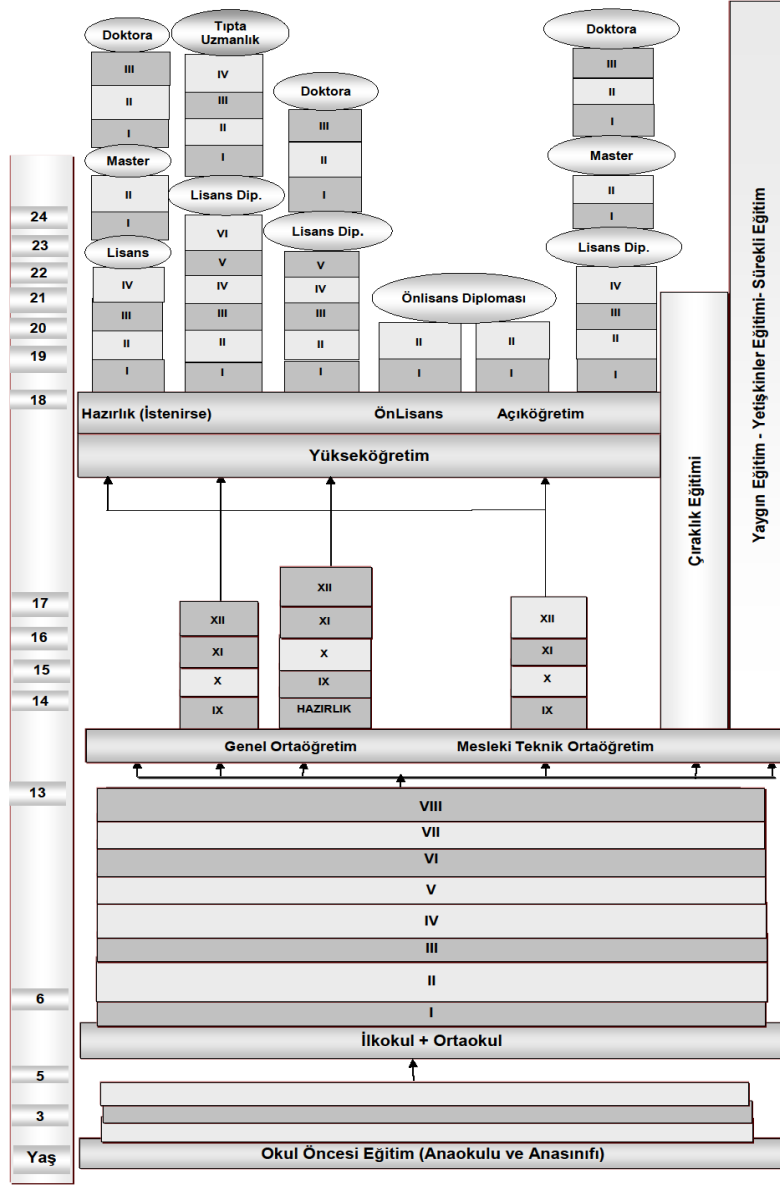 Doktora
Tıpta
Uzmanlık
Doktora
III
IV
III
III
II
Doktora
II
II
III
I
I
II
Master
I
II
Master
II
Lisans Dip.
I
II
24
I
VI
I
23
Lisans
Lisans Dip.
Lisans Dip.
V
V
22
IV
IV
IV
Önlisans Diploması
IV
21
III
III
III
III
20
II
II
II
II
II
II
19
I
I
I
I
I
I
18
Hazırlık (İstenirse)
ÖnLisans
Açıköğretim
Yükseköğretim
Çıraklık Eğitimi
Yaygın Eğitim - Yetişkinler Eğitimi- Sürekli Eğitim
17
XII
XII
XII
16
XI
XI
XI
15
X
X
X
14
IX
IX
HAZIRLIK
IX
Genel Ortaöğretim
Mesleki Teknik Ortaöğretim
13
VIII
VII
VI
V
IV
III
II
6
I
İlkokul + Ortaokul
5
3
Yaş
Okul Öncesi Eğitim (Anaokulu ve Anasınıfı)